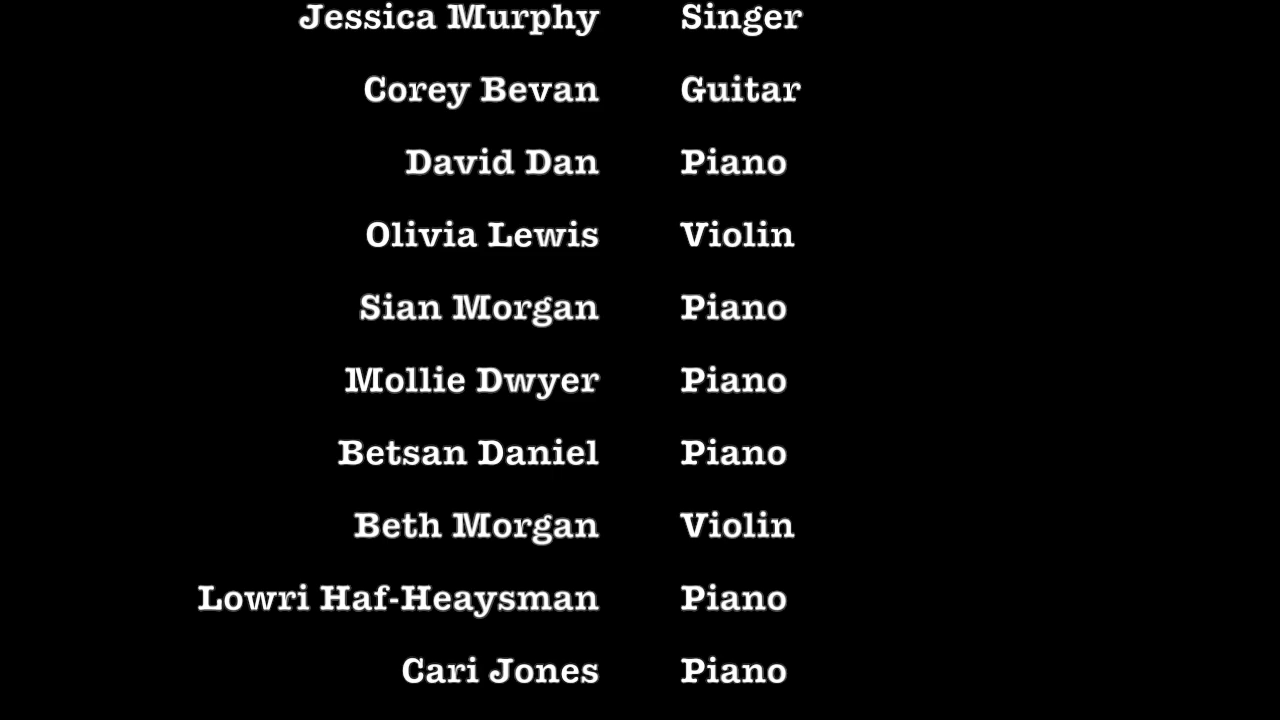 Jessica Murphy Singer
Corey Bevan Guitar
David Dan Piano
Olivia Lewis Violin
Sian Morgan Piano
Mollie Dwyer Piano
Betsan Daniel Piano
Beth Morgan Violin
Lowri Haf-Heaysman Piano
Cari Jones Piano